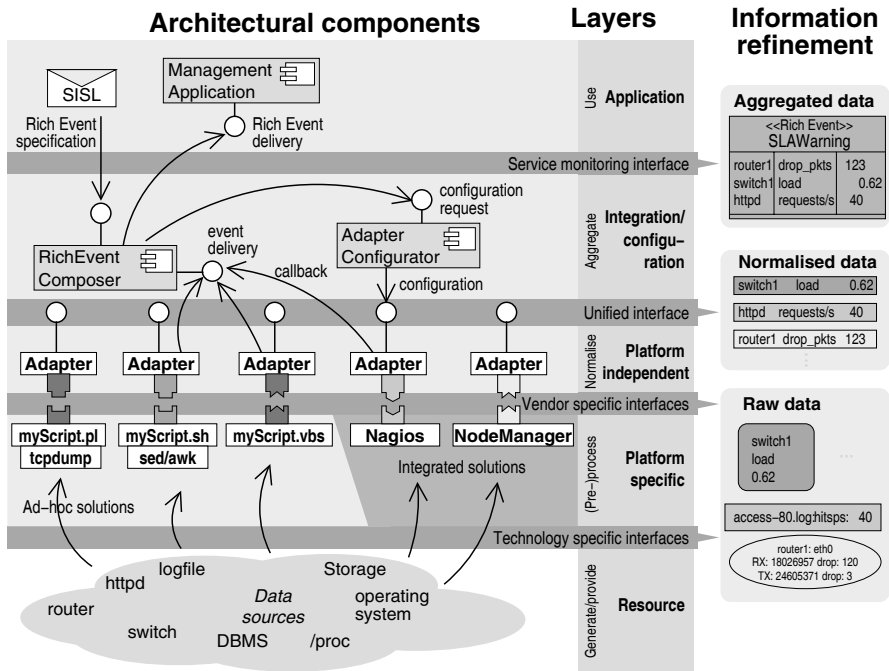 Architectural components
Layers
Information
refinement
SISL
Rich Event
specification
Management
Application
Rich Event
delivery
Use
Application
Service monitoring interface
Aggregated data
<<Rich Event>>
SLAWarning
router1 drop_pkts 123
switch1 load 0.62
httpd requests/s 40
configuration
request
RichEvent
Composer
event
delivery
callback
Adapter
Configurator
configuration
Aggregate
Integration/
configu-
ration
Unified interface
Normalised data
switch1 load 0.62
httpd requests/s 40
router1 drop_pkts 123
Adapter
Adapter
Adapter
Adapter
Adapter
Normalise
Platform
independent
Vendor specific interfaces
myScript.pl
tcpdump
myScript.sh
sed/awk
myScript.vbs
Nagios
NodeManager
Ad-hoc solutions
Integrated solutions
(Pre-)process
Platform
specific
Raw data
switch1
load
0.62
...
access-80.log:hitsps: 40
router1: eth0
RX: 18026957 drop: 120
TX: 24605371 drop: 3
Technology specific interfaces
router
httpd
logfile
switch
Data
sources
DBMS
Storage
/proc
operating
system
Generate/provide
Resource